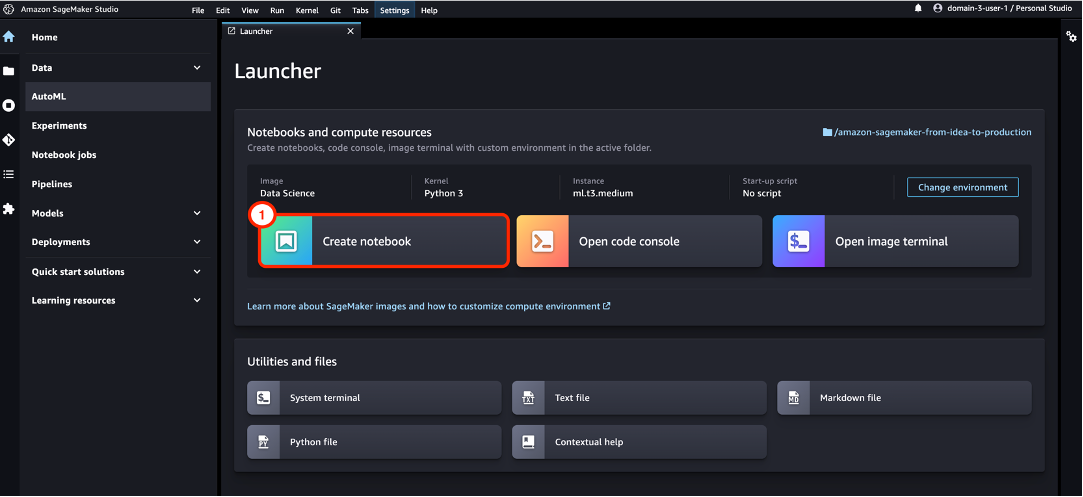 Amazon SageMaker Studio
File Edit View Run Kernel Git Tabs Settings Help
domain-3-user-1 / Personal Studio
Home
Data
AutoML
Experiments
Notebook jobs
Pipelines
Models
Deployments
Quick start solutions
Learning resources
Launcher
Launcher
Notebooks and compute resources
/amazon-sagemaker-from-idea-to-production
Create notebooks, code console, image terminal with custom environment in the active folder.
Image
Data Science
Kernel
Python 3
Instance
ml.t3.medium
Start-up script
No script
Change environment
1
Create notebook
$_
Open code console
Open image terminal
Learn more about SageMaker images and how to customize compute environment
Utilities and files
$_
System terminal
TXT
Text file
MD
Markdown file
PY
Python file
Contextual help